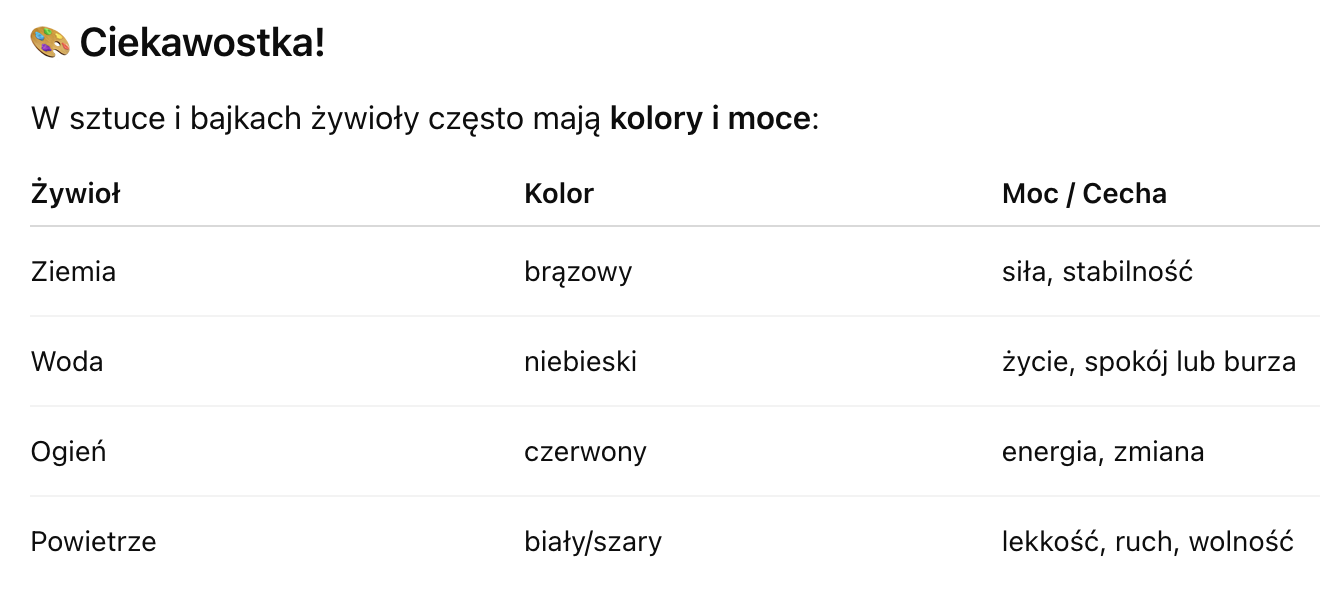 🎨 Ciekawostka!
W sztuce i bajkach żywioły często mają kolory i moce:
Żywioł Kolor Moc / Cecha
Ziemia brązowy siła, stabilność
Woda niebieski życie, spokój lub burza
Ogień czerwony energia, zmiana
Powietrze biały/szary lekkość, ruch, wolność